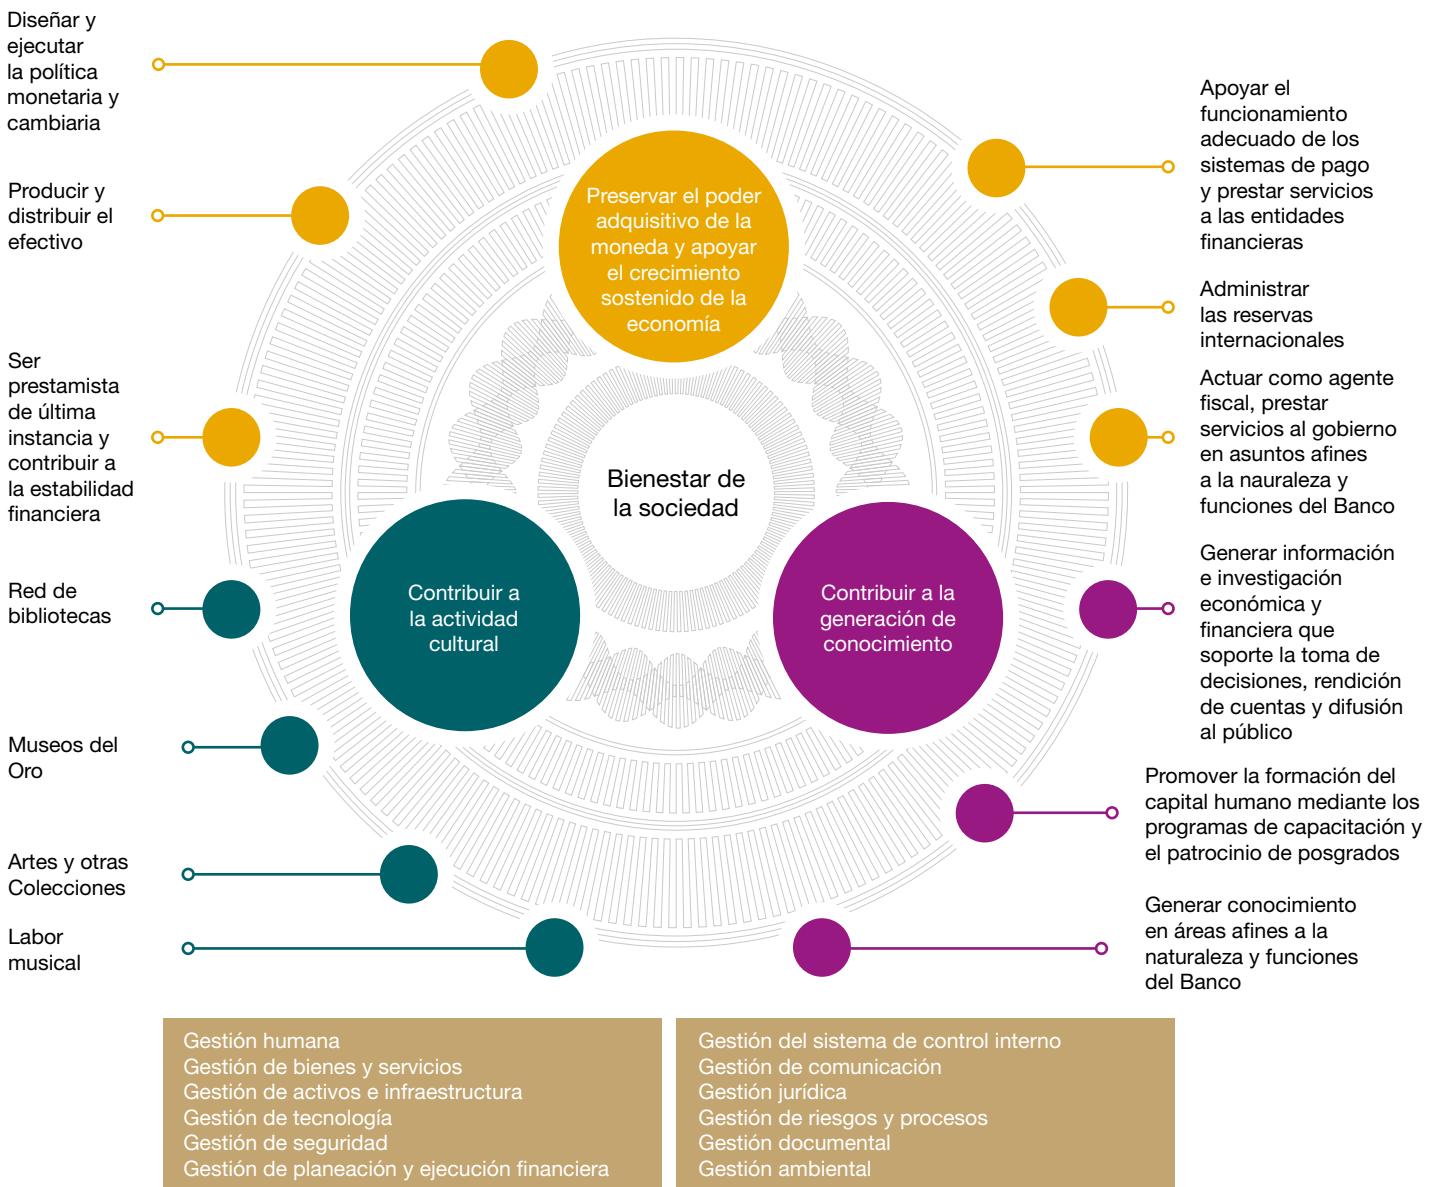 Diseñar y
ejecutar
la política
monetaria y
cambiaria
Producir y
distribuir el
efectivo
Ser
prestamista
de última
instancia y
contribuir a
la estabilidad
financiera
Red de
bibliotecas
Museos del
Oro
Artes y otras
Colecciones
Labor
musical
Preservar el poder
adquisitivo de la
moneda y apoyar
el crecimiento
sostenido de la
economía
Bienestar de
la sociedad
Contribuir a
la actividad
cultural
Contribuir a la
generación de
conocimiento
Apoyar el
funcionamiento
adecuado de los
sistemas de pago
y prestar servicios
a las entidades
financieras
Administrar
las reservas
internacionales
Actuar como agente
fiscal, prestar
servicios al gobierno
en asuntos afines
a la nauraleza y
funciones del Banco
Generar información
e investigación
económica y
financiera que
soporte la toma de
decisiones, rendición
de cuentas y difusión
al público
Promover la formación del
capital humano mediante los
programas de capacitación y
el patrocinio de posgrados
Generar conocimiento
en áreas afines a la
naturaleza y funciones
del Banco
Gestión humana
Gestión de bienes y servicios
Gestión de activos e infraestructura
Gestión de tecnología
Gestión de seguridad
Gestión de planeación y ejecución financiera
Gestión del sistema de control interno
Gestión de comunicación
Gestión jurídica
Gestión de riesgos y procesos
Gestión documental
Gestión ambiental